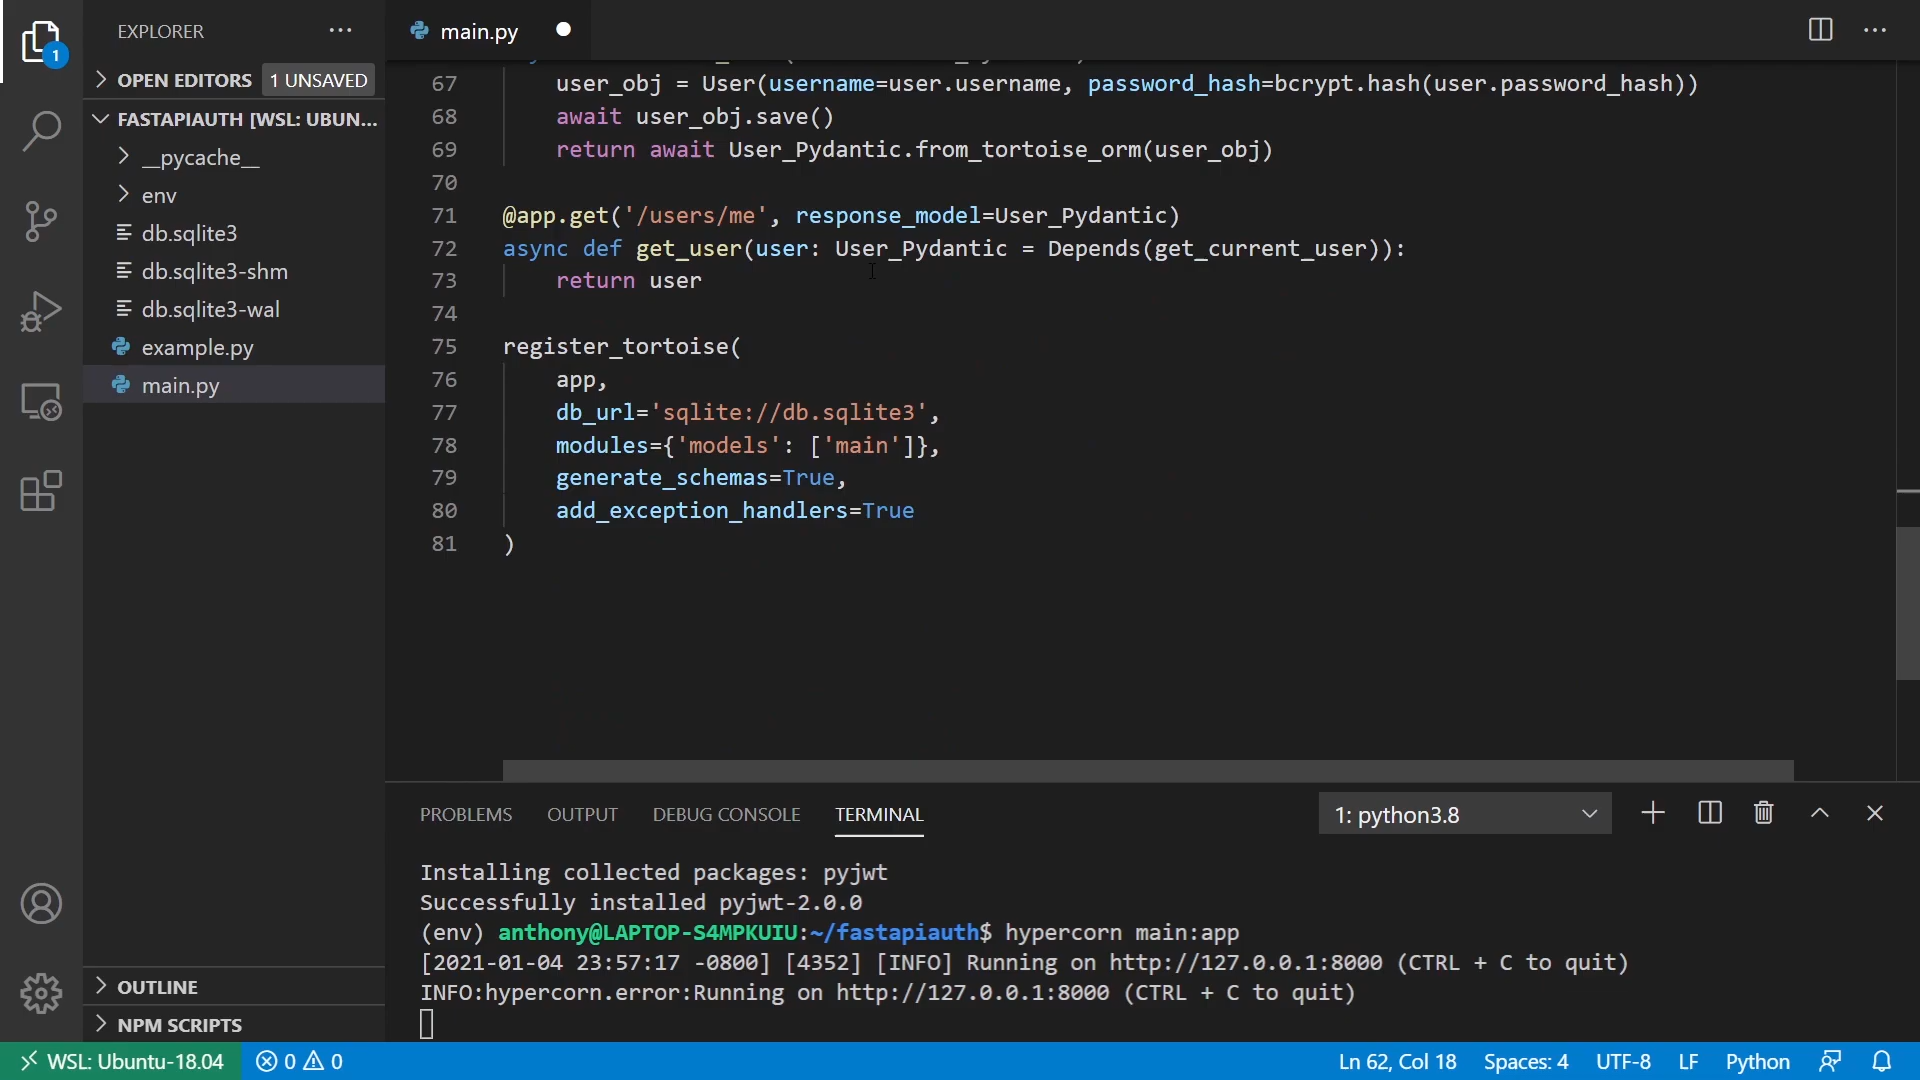 EXPLORER
main.py
1
OPEN EDITORS 1 UNSAVED
FASTAPIAUTH [WSL: UBUN...
__pycache__
env
db.sqlite3
db.sqlite3-shm
db.sqlite3-wal
example.py
main.py
OUTLINE
NPM SCRIPTS
67 user_obj = User(username=user.username, password_hash=bcrypt.hash(user.password_hash))
68 await user_obj.save()
69 return await User_Pydantic.from_tortoise_orm(user_obj)
70
71 @app.get('/users/me', response_model=User_Pydantic)
72 async def get_user(user: User_Pydantic = Depends(get_current_user)):
73 return user
74
75 register_tortoise(
76 app,
77 db_url='sqlite://db.sqlite3',
78 modules={'models': ['main']},
79 generate_schemas=True,
80 add_exception_handlers=True
81 )
PROBLEMS OUTPUT DEBUG CONSOLE TERMINAL 1: python3.8
Installing collected packages: pyjwt
Successfully installed pyjwt-2.0.0
(env) anthony@LAPTOP-S4MPKUIU:~/fastapiauth$ hypercorn main:app
[2021-01-04 23:57:17 -0800] [4352] [INFO] Running on http://127.0.0.1:8000 (CTRL + C to quit)
INFO:hypercorn.error:Running on http://127.0.0.1:8000 (CTRL + C to quit)
WSL: Ubuntu-18.04 0 0 Ln 62, Col 18 Spaces: 4 UTF-8 LF Python